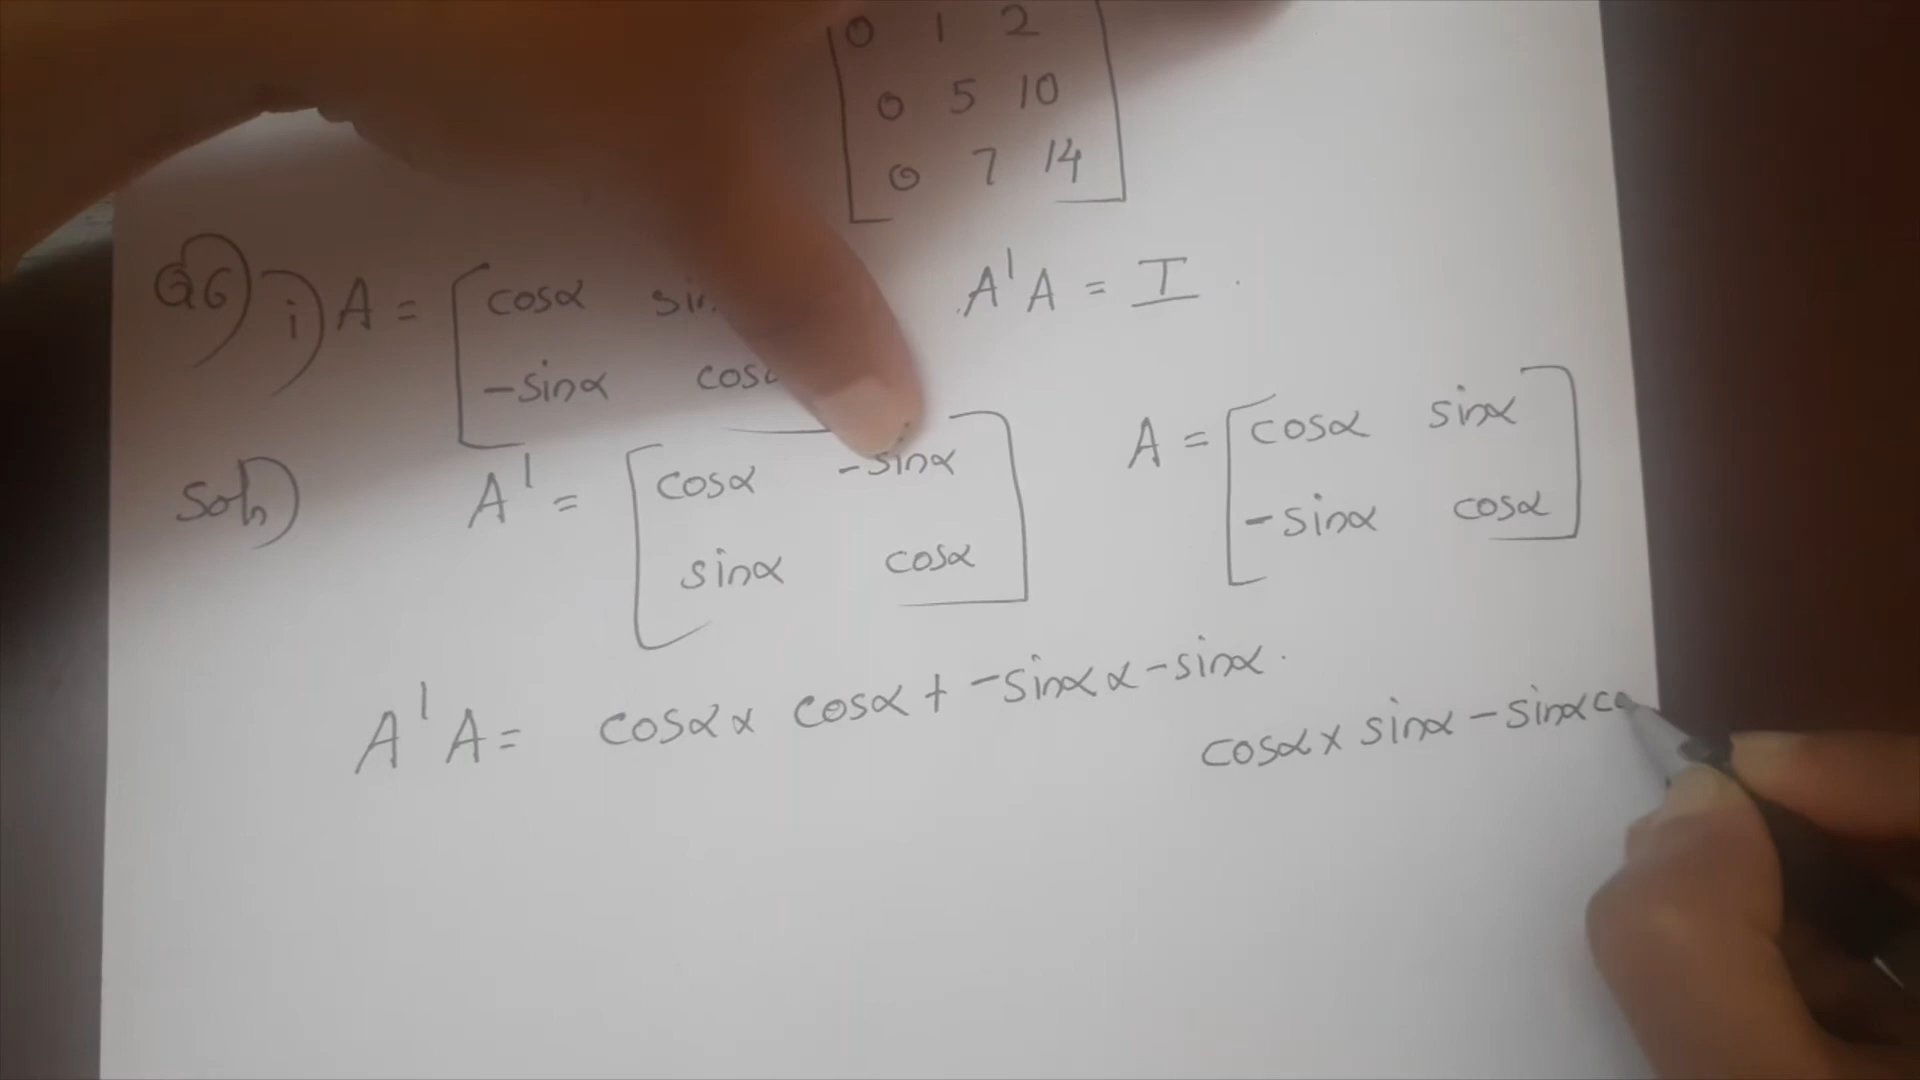 0 1 2
0 5 10
0 7 14
Q6) i) A = [cosα
-sinα
A'A = I .
Soln) A' = [cosα -sinα
sinα cosα]
A = [cosα sinα
-sinα cosα]
A'A = cosα x cosα + -sinα x -sinα .
cosα x sinα - sinα